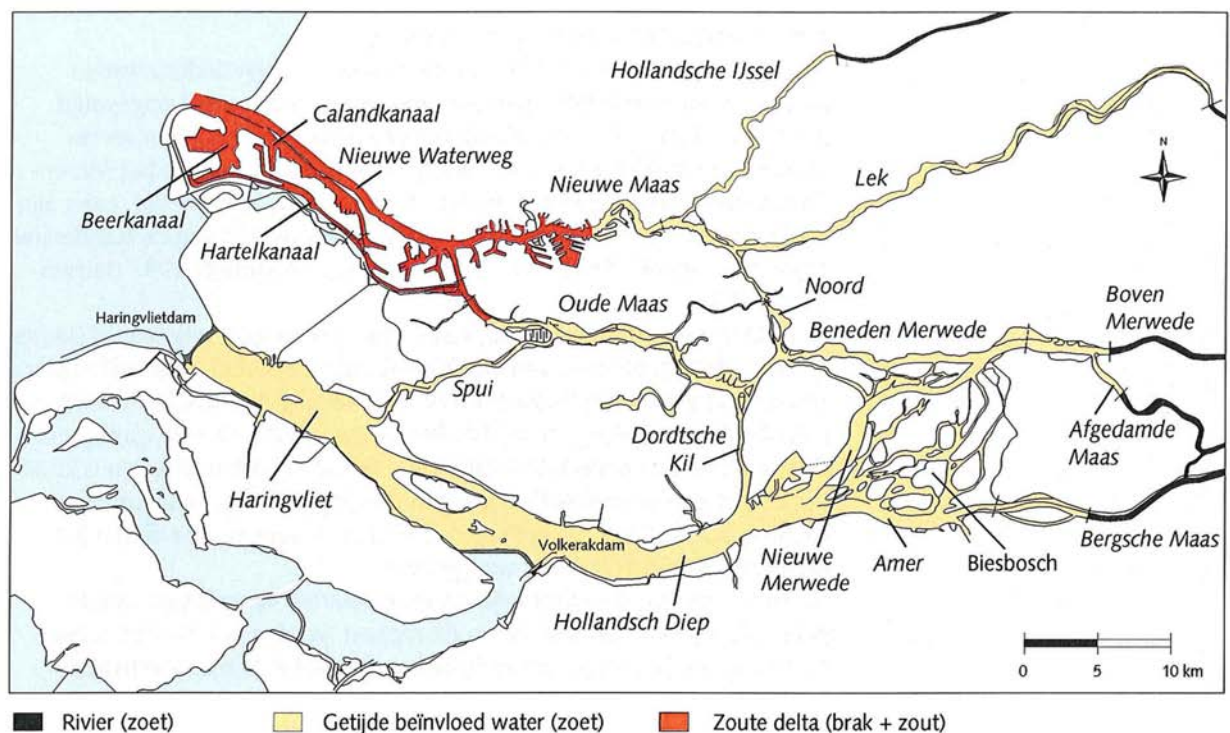 Hollandsche IJssel
Calandkanaal
Nieuwe Waterweg
N
Nieuwe Maas
Lek
Beerkanaal
Hartelkanaal
Noord
Oude Maas
Boven
Merwede
Haringvlietdam
Beneden Merwede
Spui
Dordtsche
Kil
Afgedamde
Maas
Haringvliet
Volkerakdam
Nieuwe
Merwede
Amer
Biesbosch
Bergsche Maas
Hollandsch Diep
0 5 10 km
Rivier (zoet)
Getijde beïnvloed water (zoet)
Zoute delta (brak + zout)